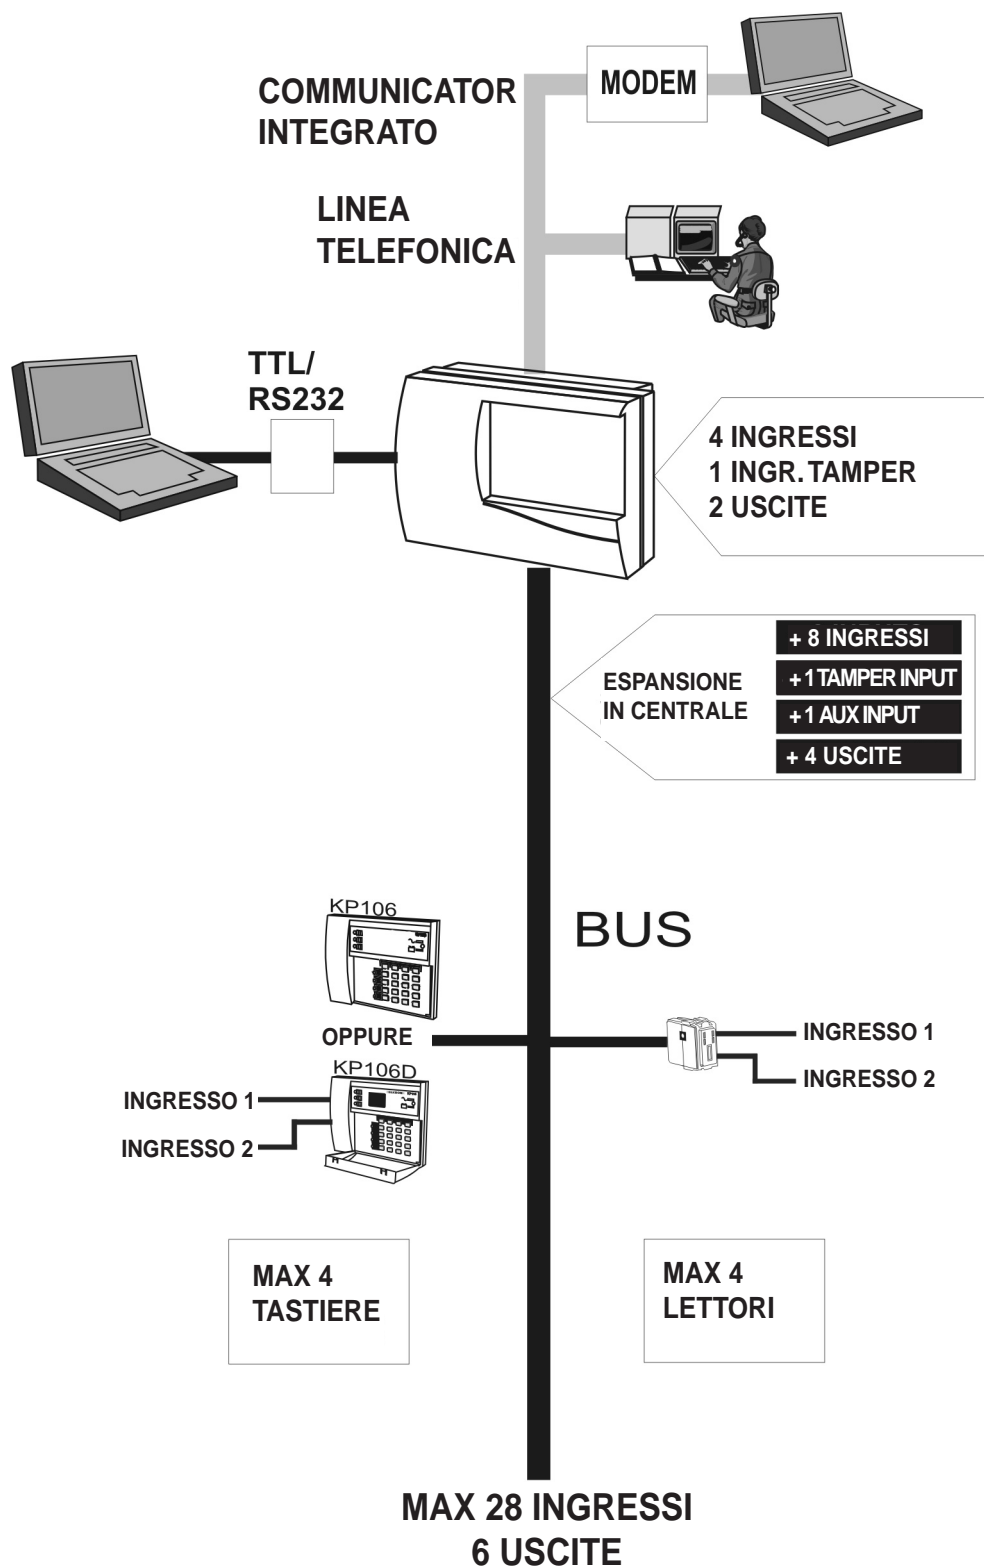 MODEM
COMMUNICATOR
INTEGRATO
LINEA
TELEFONICA
TTL/
RS232
4 INGRESSI
1 INGR. TAMPER
2 USCITE
ESPANSIONE
IN CENTRALE
+ 8 INGRESSI
+1 TAMPER INPUT
+1 AUX INPUT
+ 4 USCITE
KP106
BUS
OPPURE
INGRESSO 1
INGRESSO 2
KP106D
INGRESSO 1
INGRESSO 2
MAX 4
TASTIERE
MAX 4
LETTORI
MAX 28 INGRESSI
6 USCITE